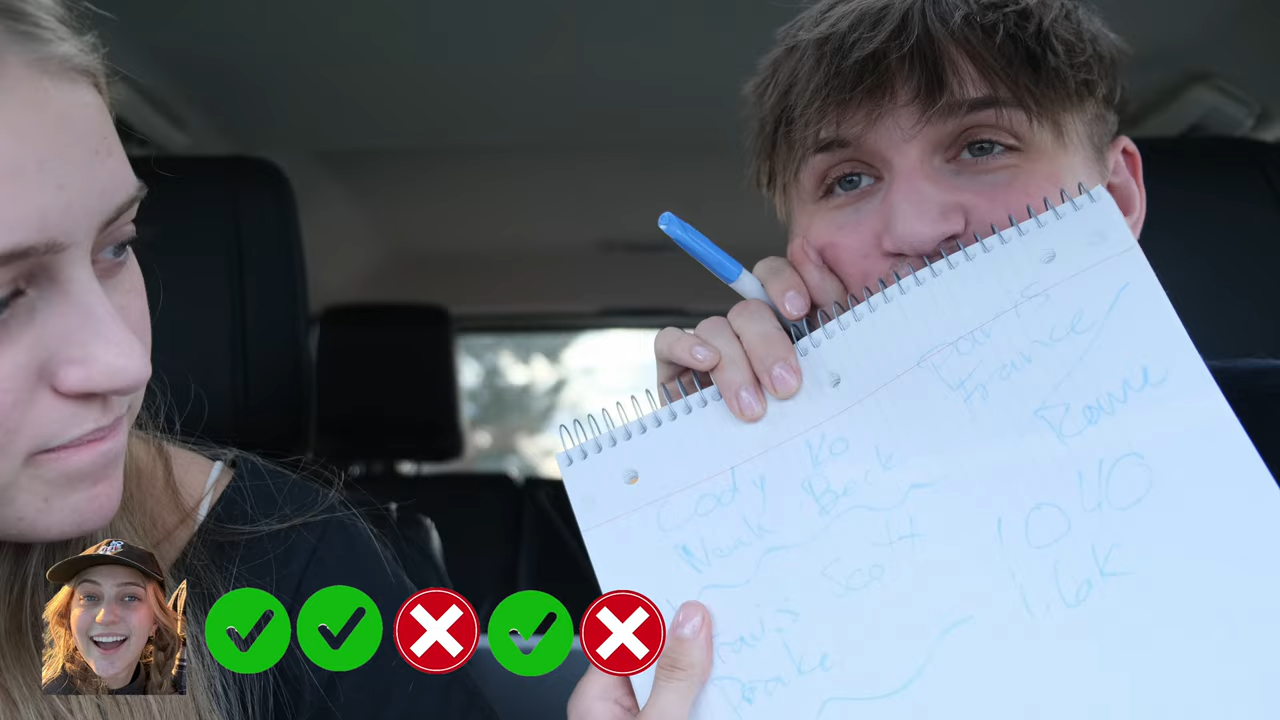 Cody Ko
Noah Beck
Travis Scott
Drake
Paris
France
Rome
1040
1.6k